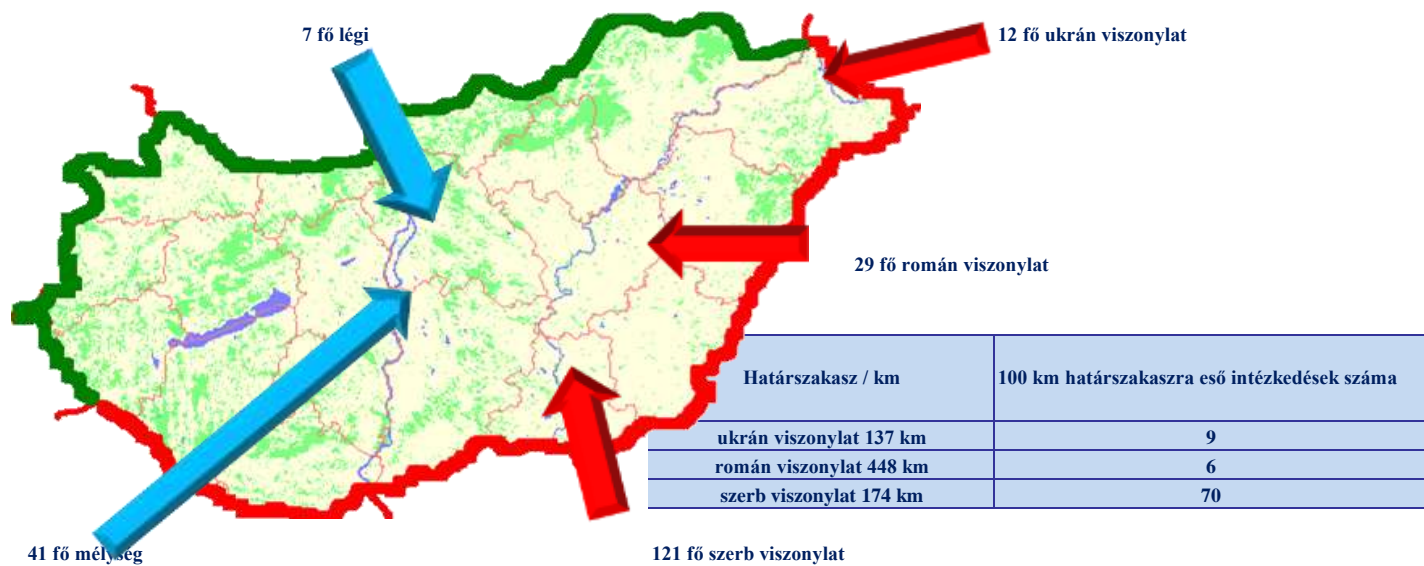 7 fő légi
12 fő ukrán viszonylat
29 fő román viszonylat
Határszakasz / km
100 km határszakaszra eső intézkedések száma
ukrán viszonylat 137 km
9
román viszonylat 448 km
6
szerb viszonylat 174 km
70
41 fő mélység
121 fő szerb viszonylat